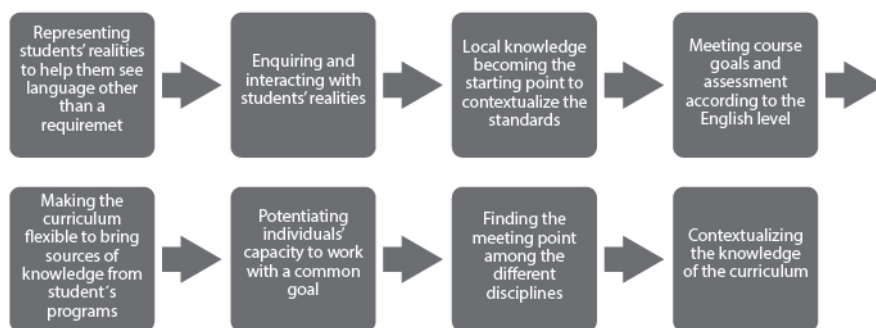 Representing
students' realities
to help them see
language other
than a
requiremet
Enquiring and
interacting with
students' realities
Local knowledge
becoming the
starting point to
contextualize the
standards
Meeting course
goals and
assessment
according to the
English level
Making the
curriculum
flexible to bring
sources of
knowledge from
student´s
programs
Potentiating
individuals'
capacity to work
with a common
goal
Finding the
meeting point
among the
different
disciplines
Contextualizing
the knowledge
of the curriculum